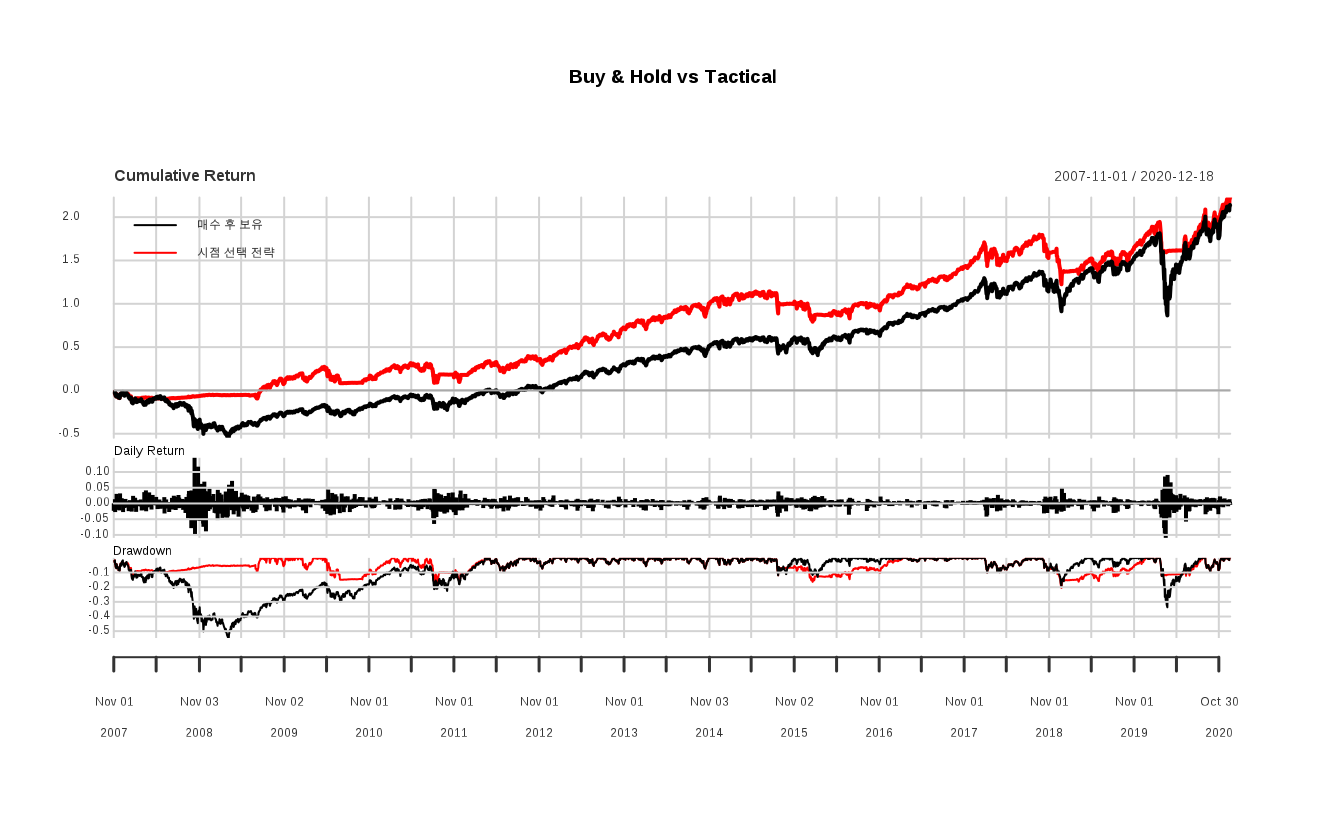 Buy & Hold vs Tactical
Cumulative Return 2007-11-01 / 2020-12-18
매수 후 보유
시점 선택 전략
2.0
1.5
1.0
0.5
0.0
-0.5
Daily Return
0.10
0.05
0.00
-0.05
-0.10
Drawdown
-0.1
-0.2
-0.3
-0.4
-0.5
Nov 01 Nov 03 Nov 02 Nov 01 Nov 01 Nov 01 Nov 01 Nov 03 Nov 02 Nov 01 Nov 01 Nov 01 Nov 01 Oct 30
2007 2008 2009 2010 2011 2012 2013 2014 2015 2016 2017 2018 2019 2020